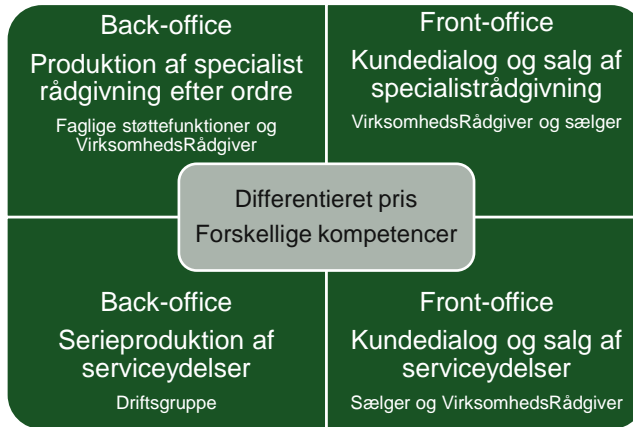 Back-office
Produktion af specialist
rådgivning efter ordre
Faglige støttefunktioner og
VirksomhedsRådgiver
Front-office
Kundedialog og salg af
specialistrådgivning
VirksomhedsRådgiver og sælger
Differentieret pris
Forskellige kompetencer
Back-office
Serieproduktion af
serviceydelser
Driftsgruppe
Front-office
Kundedialog og salg af
serviceydelser
Sælger og VirksomhedsRådgiver